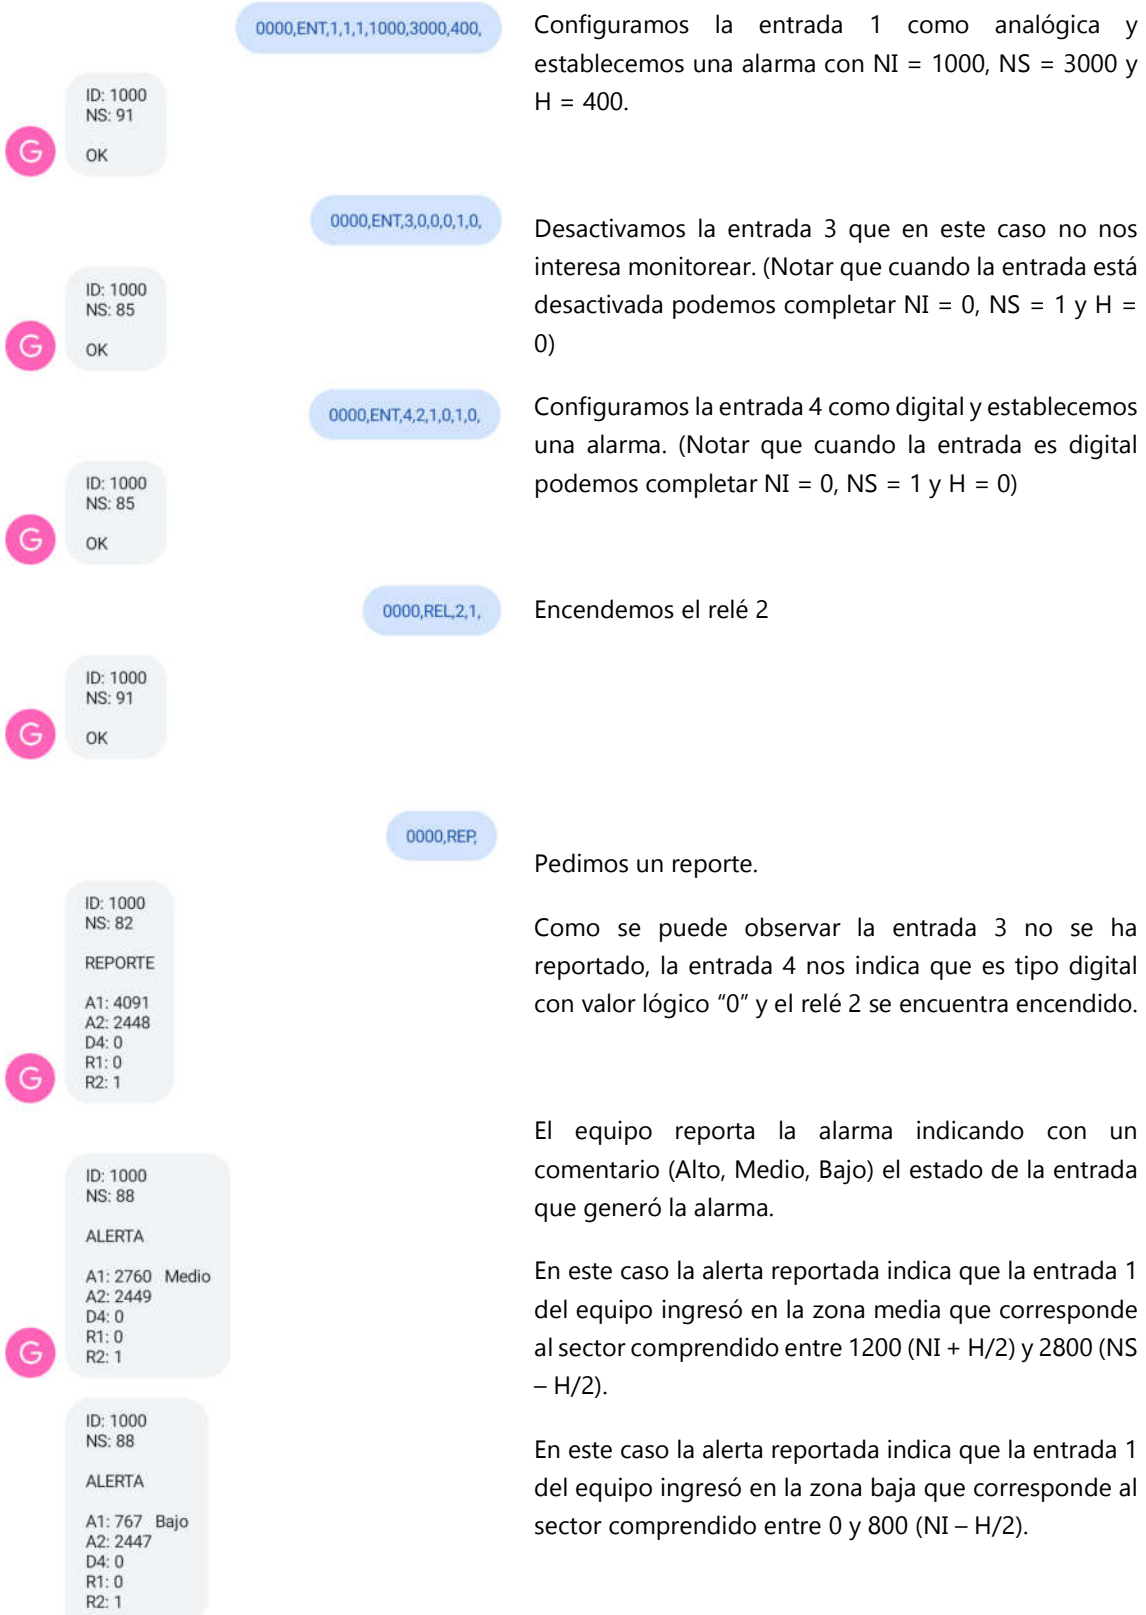 0000,ENT,1,1,1,1000,3000,400,
Configuramos la entrada 1 como analógica y
establecemos una alarma con NI = 1000, NS = 3000 y
H = 400.
ID: 1000
NS: 91
OK
G
0000,ENT,3,0,0,0,1,0,
Desactivamos la entrada 3 que en este caso no nos
interesa monitorear. (Notar que cuando la entrada está
desactivada podemos completar NI = 0, NS = 1 y H =
0)
ID: 1000
NS: 85
OK
G
0000,ENT,4,2,1,0,1,0,
Configuramos la entrada 4 como digital y establecemos
una alarma. (Notar que cuando la entrada es digital
podemos completar NI = 0, NS = 1 y H = 0)
ID: 1000
NS: 85
OK
G
0000,REL,2,1,
Encendemos el relé 2
ID: 1000
NS: 91
OK
G
0000,REP,
Pedimos un reporte.
Como se puede observar la entrada 3 no se ha
reportado, la entrada 4 nos indica que es tipo digital
con valor lógico “0” y el relé 2 se encuentra encendido.
ID: 1000
NS: 82
REPORTE
A1: 4091
A2: 2448
D4: 0
R1: 0
R2: 1
G
El equipo reporta la alarma indicando con un
comentario (Alto, Medio, Bajo) el estado de la entrada
que generó la alarma.
En este caso la alerta reportada indica que la entrada 1
del equipo ingresó en la zona media que corresponde
al sector comprendido entre 1200 (NI + H/2) y 2800 (NS
– H/2).
ID: 1000
NS: 88
ALERTA
A1: 2760 Medio
A2: 2449
D4: 0
R1: 0
R2: 1
G
En este caso la alerta reportada indica que la entrada 1
del equipo ingresó en la zona baja que corresponde al
sector comprendido entre 0 y 800 (NI – H/2).
ID: 1000
NS: 88
ALERTA
A1: 767 Bajo
A2: 2447
D4: 0
R1: 0
R2: 1